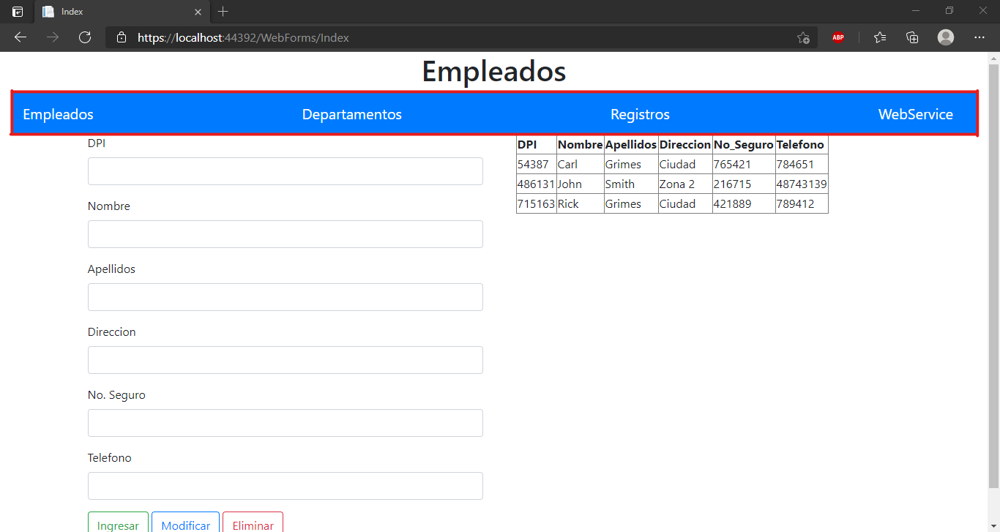 Index
https://localhost:44392/WebForms/Index
ABP
Empleados
Empleados Departamentos Registros WebService
DPI
Nombre
Apellidos
Direccion
No. Seguro
Telefono
Ingresar Modificar Eliminar
DPI Nombre Apellidos Direccion No_Seguro Telefono
54387 Carl Grimes Ciudad 765421 784651
486131 John Smith Zona 2 216715 48743139
715163 Rick Grimes Ciudad 421889 789412